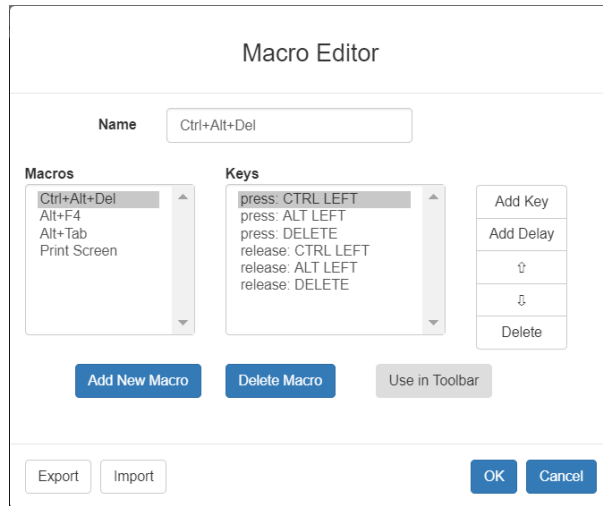 Macro Editor
Name
Ctrl+Alt+Del
Macros
Ctrl+Alt+Del
Alt+F4
Alt+Tab
Print Screen
Keys
press: CTRL LEFT
press: ALT LEFT
press: DELETE
release: CTRL LEFT
release: ALT LEFT
release: DELETE
Add Key
Add Delay
⇧
⇩
Delete
Add New Macro
Delete Macro
Use in Toolbar
Export
Import
OK
Cancel